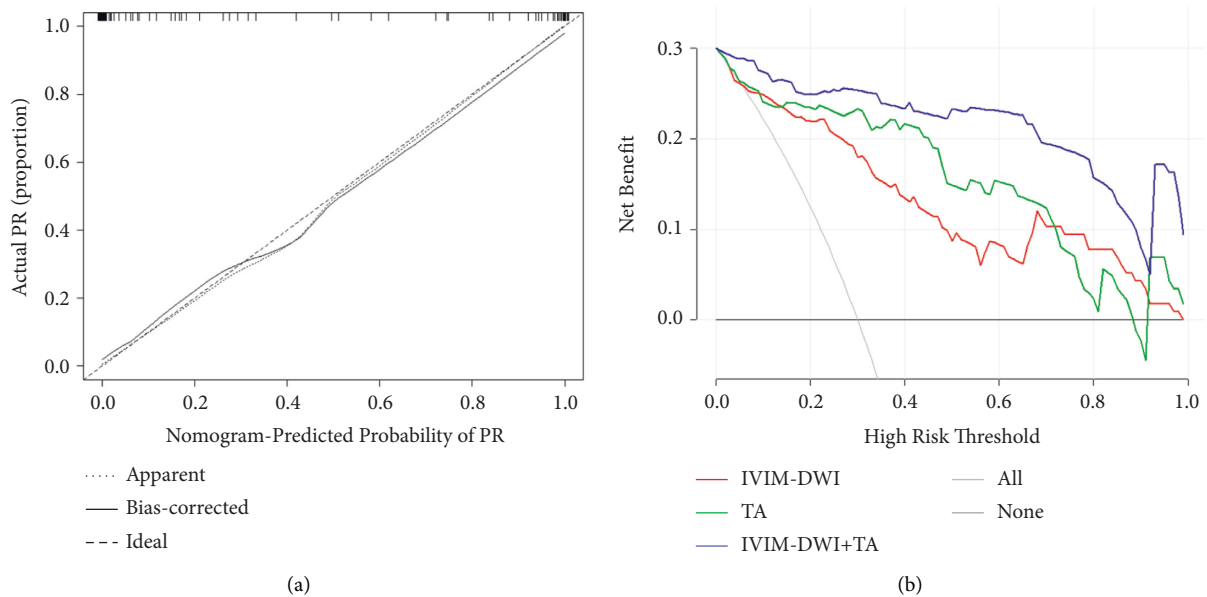 1.0
0.8
0.6
0.4
0.2
0.0
Actual PR (proportion)
0.0 0.2 0.4 0.6 0.8 1.0
Nomogram-Predicted Probability of PR
Apparent
Bias-corrected
Ideal
(a)
0.3
0.2
0.1
0.0
Net Benefit
0.0 0.2 0.4 0.6 0.8 1.0
High Risk Threshold
IVIM-DWI All
TA None
IVIM-DWI+TA
(b)